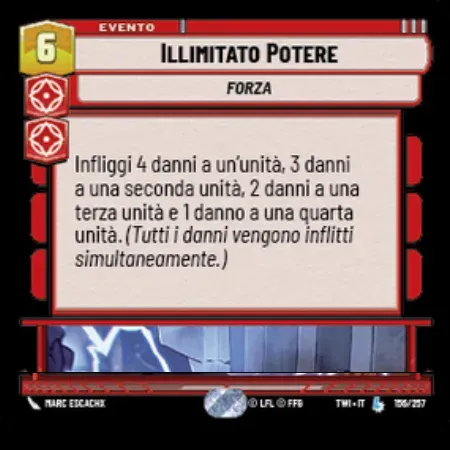 EVENTO
6
ILLIMITATO POTERE
FORZA
Infliggi 4 danni a un'unità, 3 danni
a una seconda unità, 2 danni a una
terza unità e 1 danno a una quarta
unità. (Tutti i danni vengono inflitti
simultaneamente.)
MARC ESCACHX
© LFL © FFG
TWI • IT
156/257